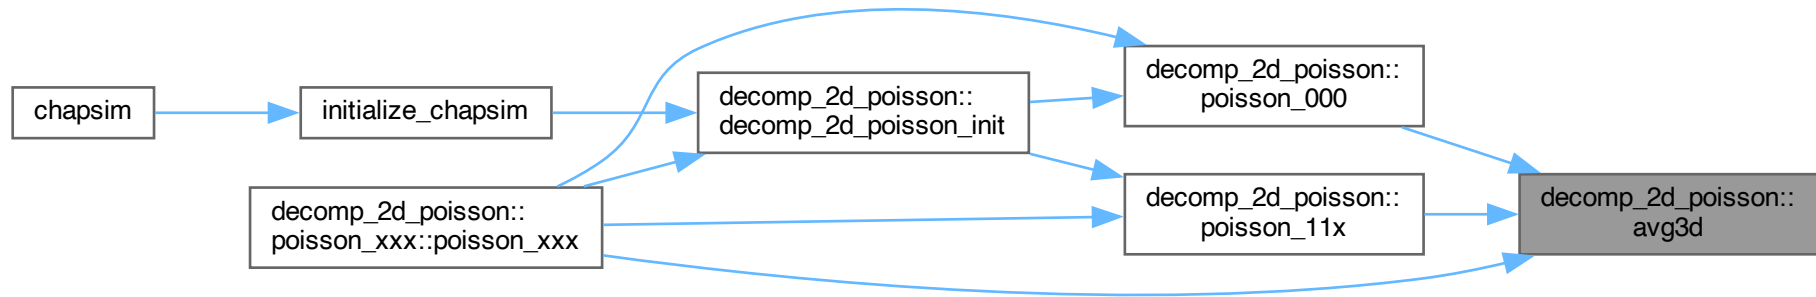 chapsim
initialize_chapsim
decomp_2d_poisson::
decomp_2d_poisson_init
decomp_2d_poisson::
poisson_xxx::poisson_xxx
decomp_2d_poisson::
poisson_000
decomp_2d_poisson::
poisson_11x
decomp_2d_poisson::
avg3d